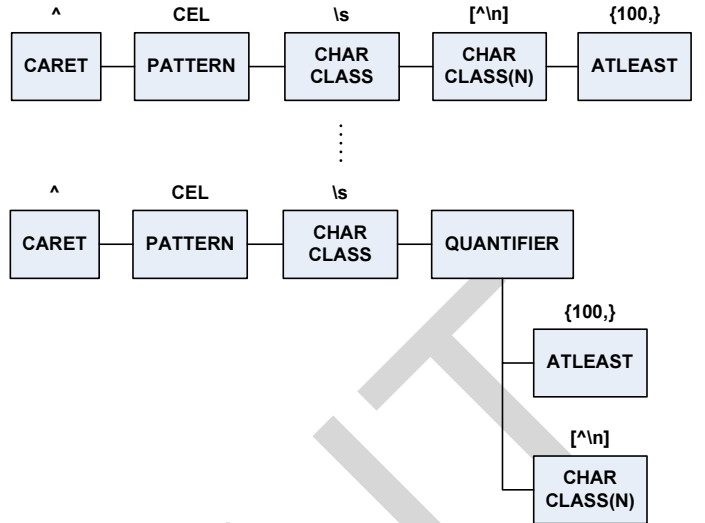 ^ CEL \s [^\n] {100,}
CARET PATTERN CHAR CLASS CHAR CLASS(N) ATLEAST
^ CEL \s
CARET PATTERN CHAR CLASS QUANTIFIER
{100,}
ATLEAST
[^\n]
CHAR
CLASS(N)